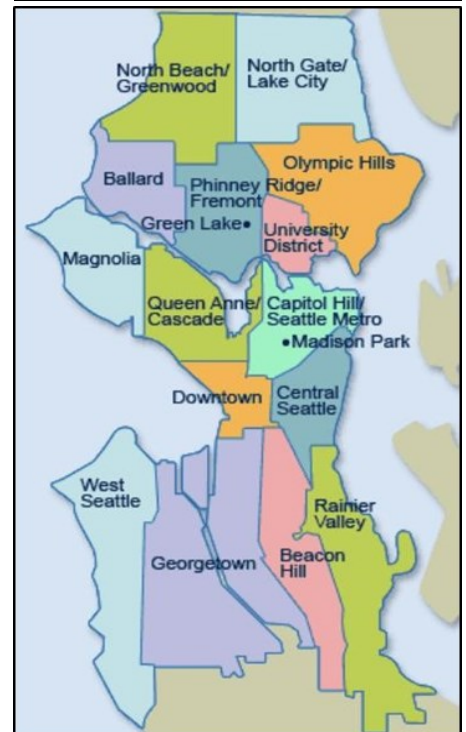 North Beach/
Greenwood
North Gate/
Lake City
Ballard
Olympic Hills
Phinney Ridge/
Fremont
Green Lake
University
District
Magnolia
Queen Anne/
Cascade
Capitol Hill/
Seattle Metro
Madison Park
Downtown
Central
Seattle
West
Seattle
Rainier
Valley
Georgetown
Beacon
Hill